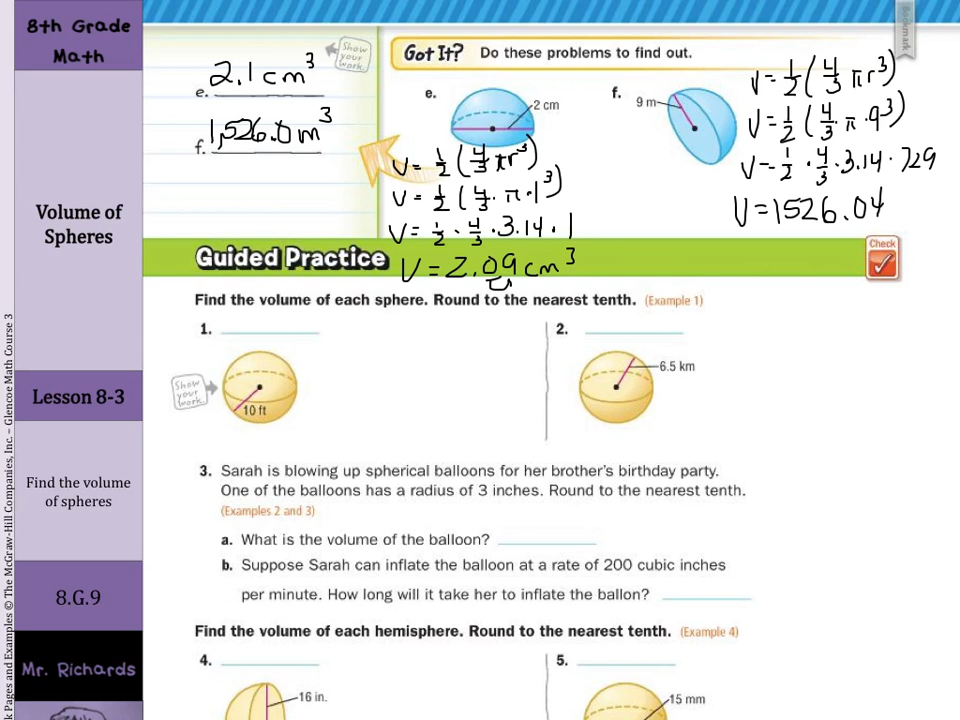 8th Grade
Math
Volume of
Spheres
Lesson 8-3
Find the volume
of spheres
8.G.9
Mr. Richards
k Pages and Examples © The McGraw-Hill Companies, Inc. – Glencoe Math Course 3
Bookmark
Show
your
work.
e. 2.1 cm³
f. 1,526.0 m³
Got It? Do these problems to find out.
e.
2 cm
V = 1/2 (4/3 πr³)
V = 1/2 (4/3 · π · 1³)
V = 1/2 · 4/3 · 3.14 · 1
V = 2.09 cm³
f.
9 m
V = 1/2 (4/3 πr³)
V = 1/2 (4/3 · π · 9³)
V = 1/2 · 4/3 · 3.14 · 729
V = 1526.04
Guided Practice
Check
Find the volume of each sphere. Round to the nearest tenth. (Example 1)
1.
Show
your
work.
10 ft
2.
6.5 km
3. Sarah is blowing up spherical balloons for her brother's birthday party.
One of the balloons has a radius of 3 inches. Round to the nearest tenth.
(Examples 2 and 3)
a. What is the volume of the balloon?
b. Suppose Sarah can inflate the balloon at a rate of 200 cubic inches
per minute. How long will it take her to inflate the ballon?
Find the volume of each hemisphere. Round to the nearest tenth. (Example 4)
4.
16 in.
5.
15 mm